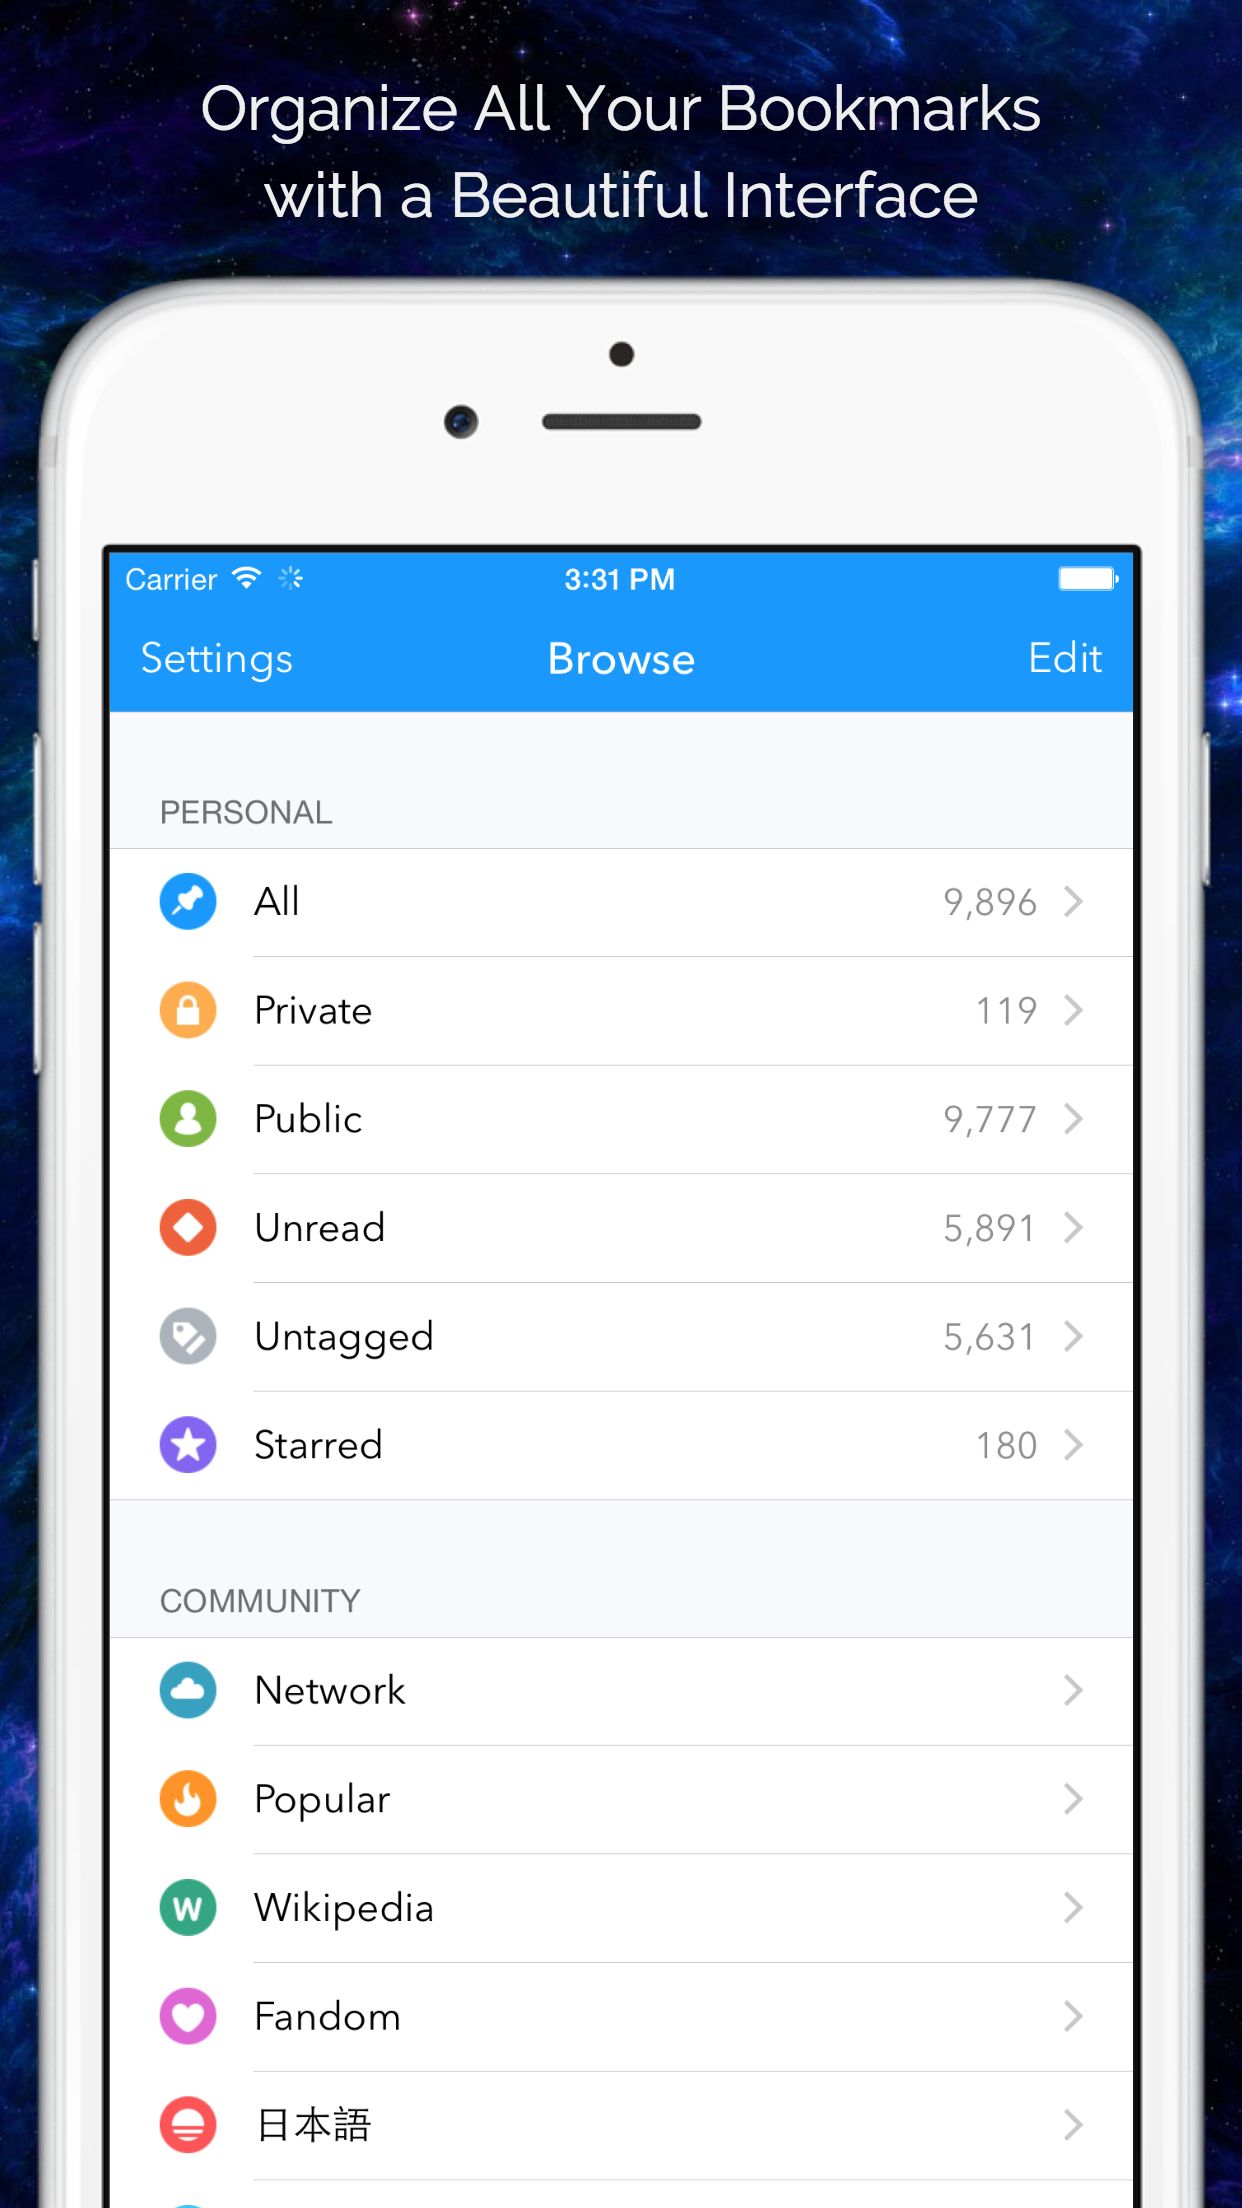 Organize All Your Bookmarks
with a Beautiful Interface
Carrier 3:31 PM
Settings Browse Edit
PERSONAL
All 9,896
Private 119
Public 9,777
Unread 5,891
Untagged 5,631
Starred 180
COMMUNITY
Network
Popular
W Wikipedia
Fandom
日本語